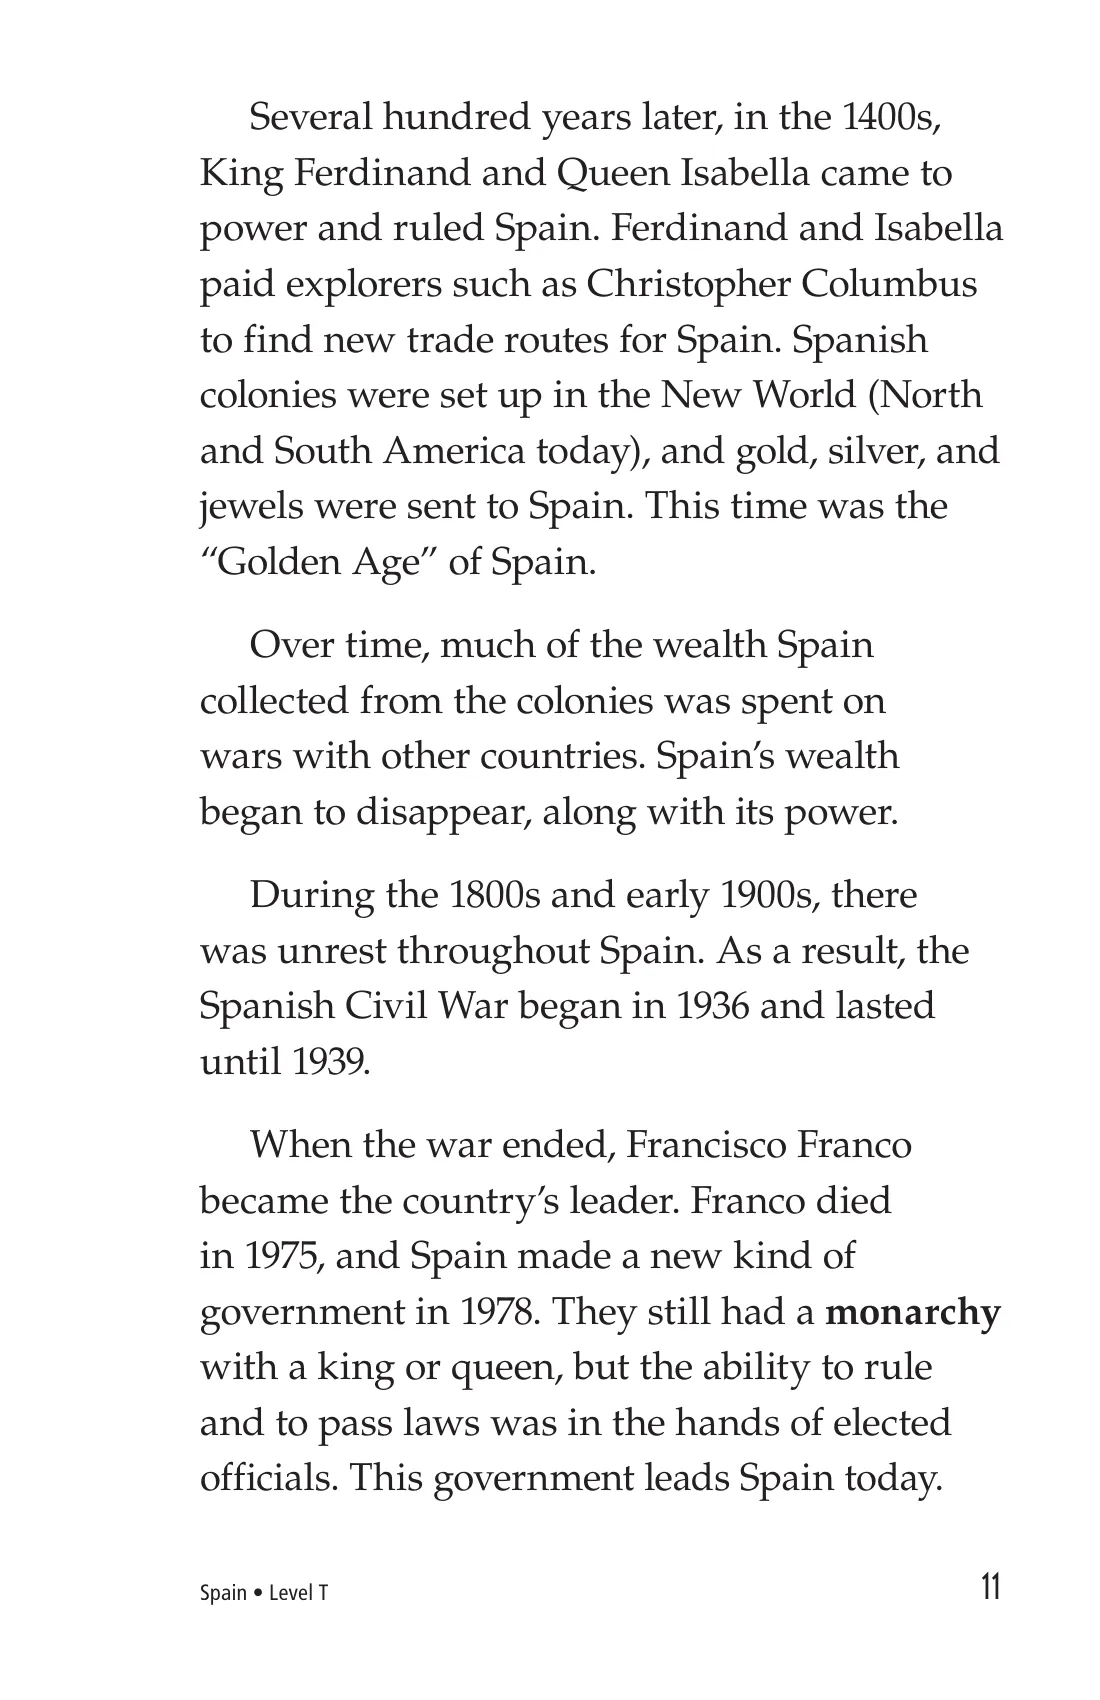 Several hundred years later, in the 1400s,
King Ferdinand and Queen Isabella came to
power and ruled Spain. Ferdinand and Isabella
paid explorers such as Christopher Columbus
to find new trade routes for Spain. Spanish
colonies were set up in the New World (North
and South America today), and gold, silver, and
jewels were sent to Spain. This time was the
“Golden Age” of Spain.
Over time, much of the wealth Spain
collected from the colonies was spent on
wars with other countries. Spain’s wealth
began to disappear, along with its power.
During the 1800s and early 1900s, there
was unrest throughout Spain. As a result, the
Spanish Civil War began in 1936 and lasted
until 1939.
When the war ended, Francisco Franco
became the country’s leader. Franco died
in 1975, and Spain made a new kind of
government in 1978. They still had a monarchy
with a king or queen, but the ability to rule
and to pass laws was in the hands of elected
officials. This government leads Spain today.
Spain • Level T
11